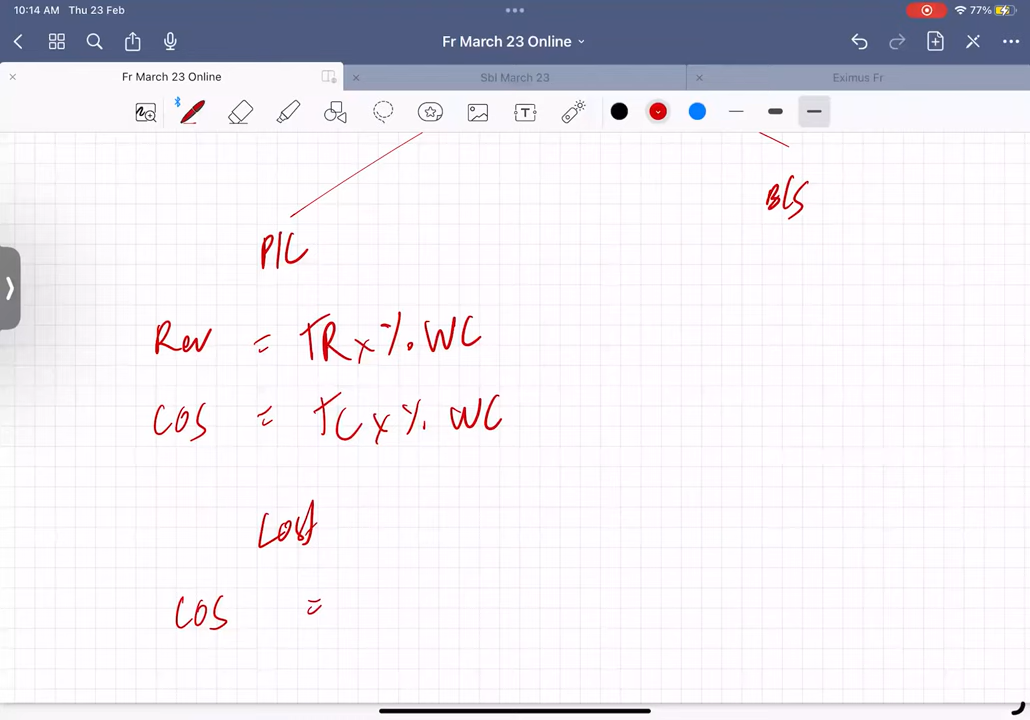 10:14 AM Thu 23 Feb
77%
Fr March 23 Online
Fr March 23 Online
Sbl March 23
Eximus Fr
P/L
Rev = TR x % WC
COS = TC x % WC
Cost
COS =